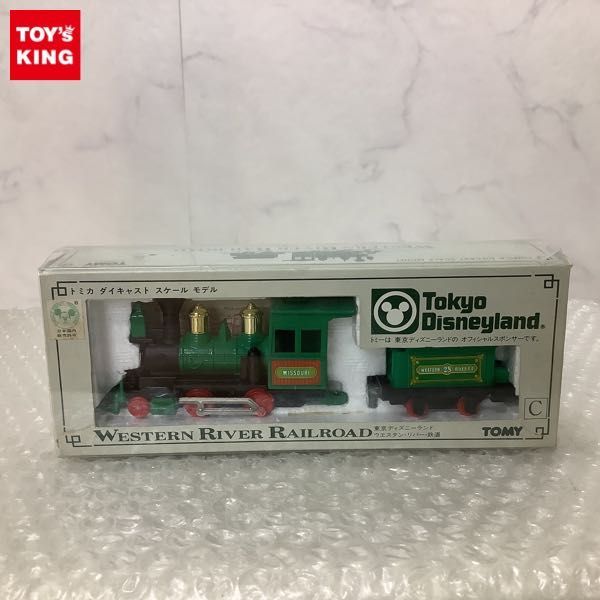 TOY'S
KING
トミカ ダイキャスト スケール モデル
Tokyo
Disneyland®
トミーは 東京ディズニーランドの オフィシャルスポンサーです。
MISSOURI
WESTERN 28 RIVER R.R.
WESTERN RIVER RAILROAD
東京ディズニーランド
ウエスタン・リバー・鉄道
TOMY
C